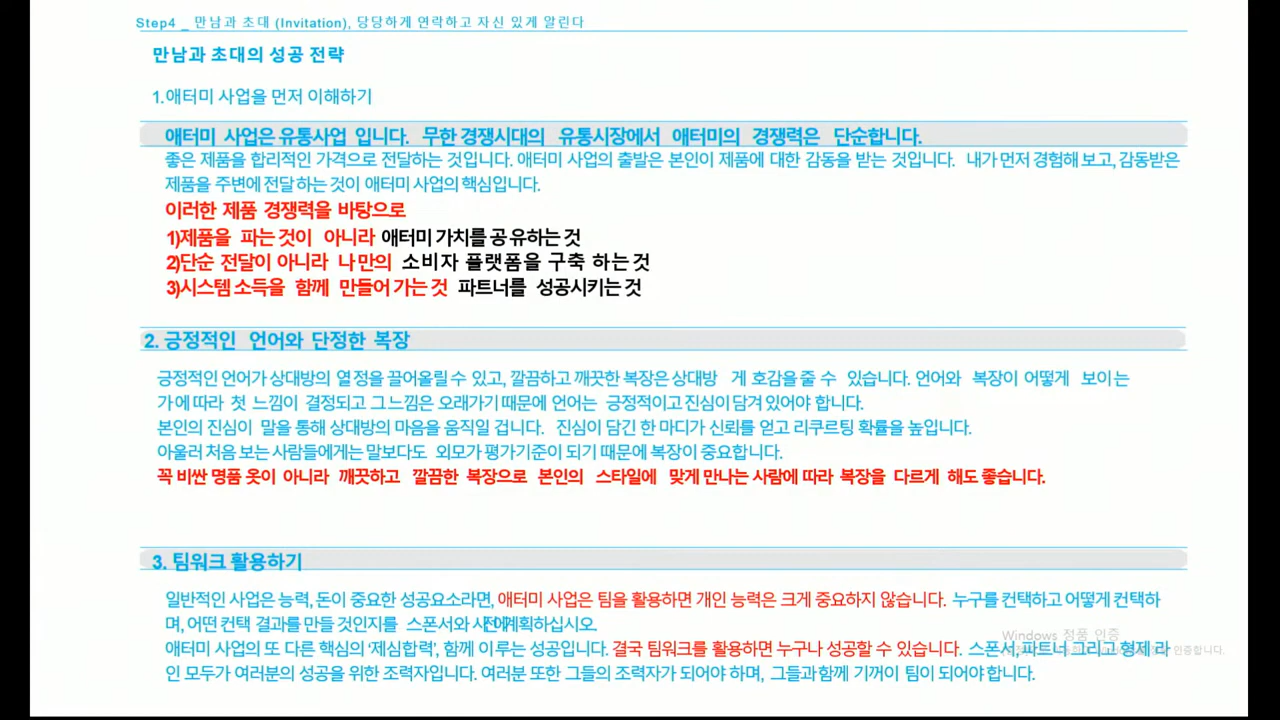 Step4 _ 만남과 초대 (Invitation), 당당하게 연락하고 자신 있게 알린다
만남과 초대의 성공 전략
1.애터미 사업을 먼저 이해하기
애터미 사업은 유통사업 입니다. 무한 경쟁시대의 유통시장에서 애터미의 경쟁력은 단순합니다.
좋은 제품을 합리적인 가격으로 전달하는 것입니다. 애터미 사업의 출발은 본인이 제품에 대한 감동을 받는 것입니다. 내가 먼저 경험해 보고, 감동받은
제품을 주변에 전달 하는 것이 애터미 사업의 핵심입니다.
이러한 제품 경쟁력을 바탕으로
1)제품을 파는 것이 아니라 애터미 가치를 공유하는 것
2)단순 전달이 아니라 나만의 소비자 플랫폼을 구축 하는 것
3)시스템 소득을 함께 만들어 가는 것 파트너를 성공시키는 것
2. 긍정적인 언어와 단정한 복장
긍정적인 언어가 상대방의 열정을 끌어올릴 수 있고, 깔끔하고 깨끗한 복장은 상대방 게 호감을 줄 수 있습니다. 언어와 복장이 어떻게 보이는
가에 따라 첫 느낌이 결정되고 그 느낌은 오래가기 때문에 언어는 긍정적이고 진심이 담겨 있어야 합니다.
본인의 진심이 말을 통해 상대방의 마음을 움직일 겁니다. 진심이 담긴 한 마디가 신뢰를 얻고 리쿠르팅 확률을 높입니다.
아울러 처음 보는 사람들에게는 말보다도 외모가 평가기준이 되기 때문에 복장이 중요합니다.
꼭 비싼 명품 옷이 아니라 깨끗하고 깔끔한 복장으로 본인의 스타일에 맞게 만나는 사람에 따라 복장을 다르게 해도 좋습니다.
3. 팀워크 활용하기
일반적인 사업은 능력, 돈이 중요한 성공요소라면, 애터미 사업은 팀을 활용하면 개인 능력은 크게 중요하지 않습니다. 누구를 컨택하고 어떻게 컨택하
며, 어떤 컨택 결과를 만들 것인지를 스폰서와 사전에 계획하십시오.
애터미 사업의 또 다른 핵심의 '제심합력', 함께 이루는 성공입니다. 결국 팀워크를 활용하면 누구나 성공할 수 있습니다. 스폰서, 파트너 그리고 형제 라
인 모두가 여러분의 성공을 위한 조력자입니다. 여러분 또한 그들의 조력자가 되어야 하며, 그들과 함께 기꺼이 팀이 되어야 합니다.
Windows 정품 인증
인증합니다.